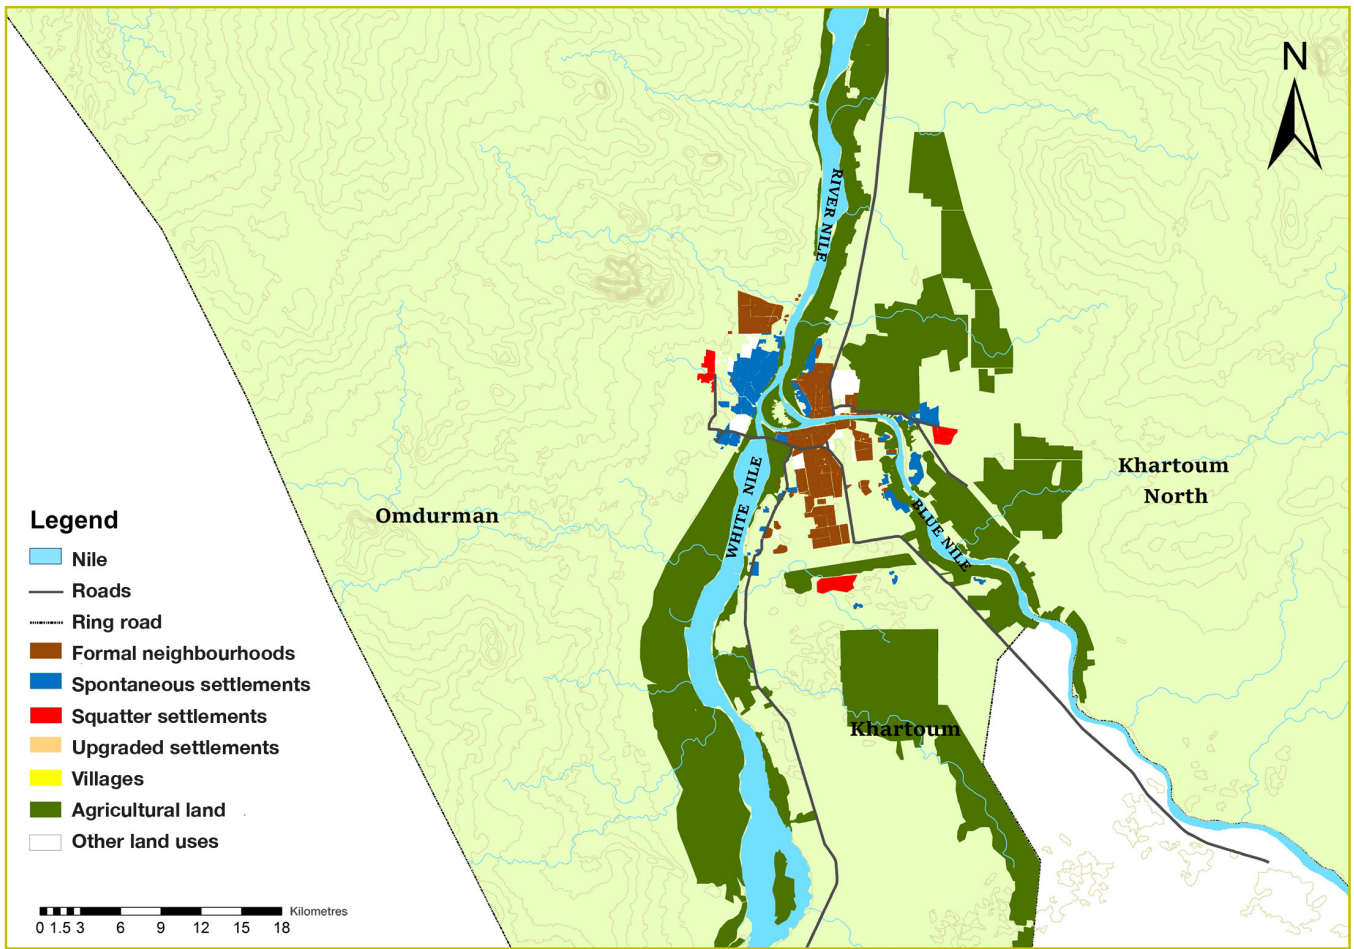 N
RIVER NILE
Khartoum
North
Omdurman
WHITE NILE
BLUE NILE
Khartoum
Legend
Nile
Roads
Ring road
Formal neighbourhoods
Spontaneous settlements
Squatter settlements
Upgraded settlements
Villages
Agricultural land
Other land uses
Kilometres
0 1.5 3 6 9 12 15 18